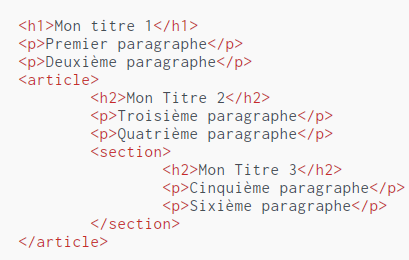 <h1>Mon titre 1</h1>
<p>Premier paragraphe</p>
<p>Deuxième paragraphe</p>
<article>
<h2>Mon Titre 2</h2>
<p>Troisième paragraphe</p>
<p>Quatrième paragraphe</p>
<section>
<h2>Mon Titre 3</h2>
<p>Cinquième paragraphe</p>
<p>Sixième paragraphe</p>
</section>
</article>